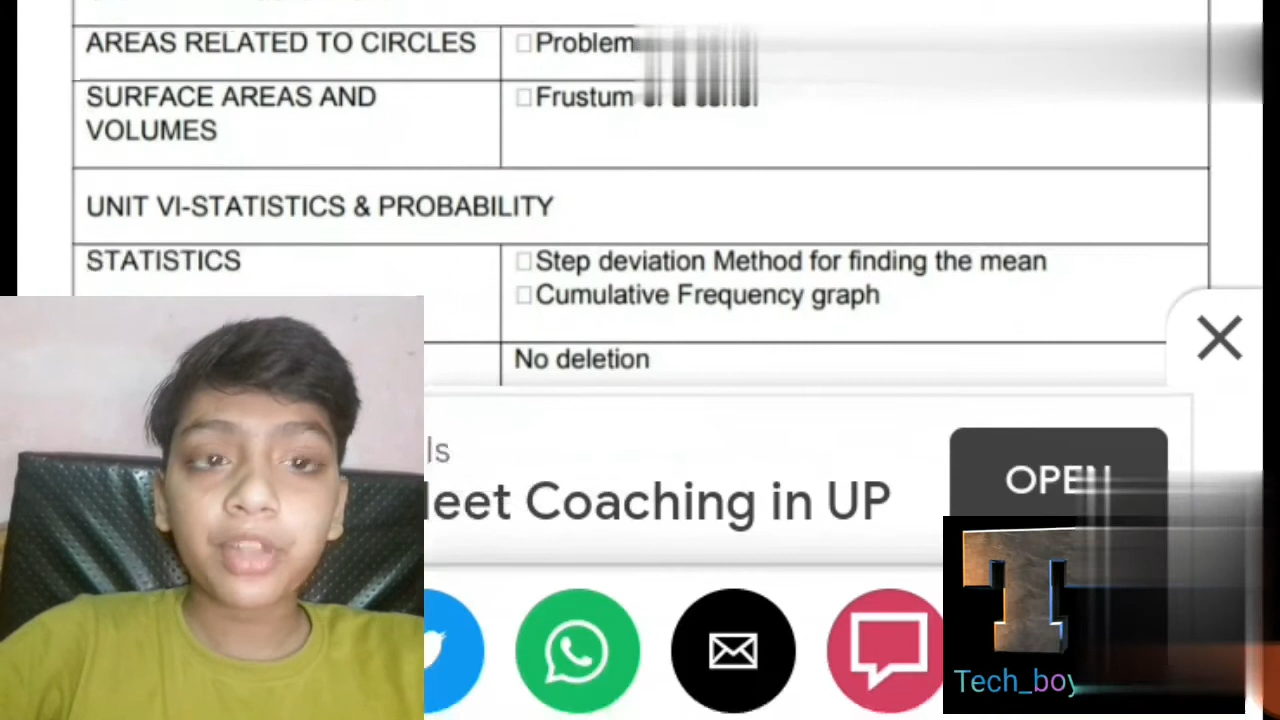 AREAS RELATED TO CIRCLES
Problem
SURFACE AREAS AND
VOLUMES
Frustum
UNIT VI-STATISTICS & PROBABILITY
STATISTICS
Step deviation Method for finding the mean
Cumulative Frequency graph
No deletion
ls
eet Coaching in UP
OPEN
Tech_boy